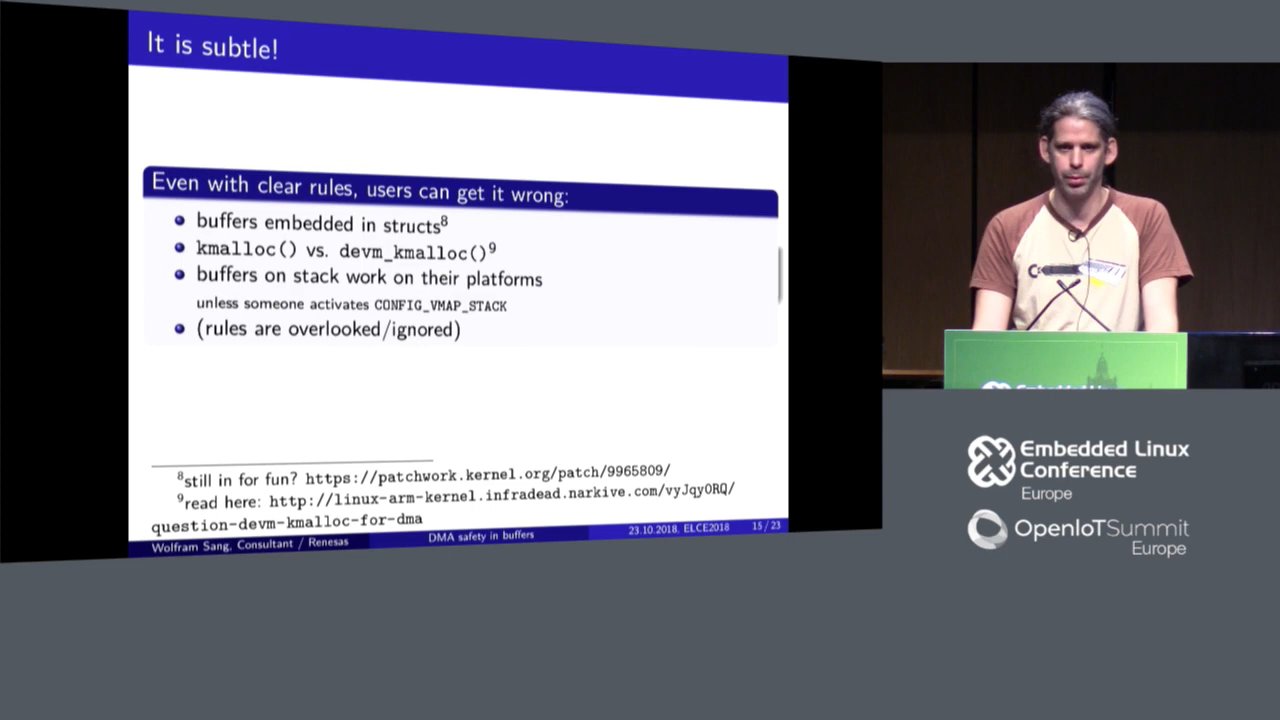 It is subtle!
Even with clear rules, users can get it wrong:
buffers embedded in structs8
kmalloc() vs. devm_kmalloc()9
buffers on stack work on their platforms
unless someone activates CONFIG_VMAP_STACK
(rules are overlooked/ignored)
8still in for fun? https://patchwork.kernel.org/patch/9965809/
9read here: http://linux-arm-kernel.infradead.narkive.com/vyJqyORQ/
question-devm-kmalloc-for-dma
Wolfram Sang, Consultant / Renesas
DMA safety in buffers
23.10.2018, ELCE2018
15 / 23
Embedded Linux
Conference
Europe
OpenIoTSummit
Europe